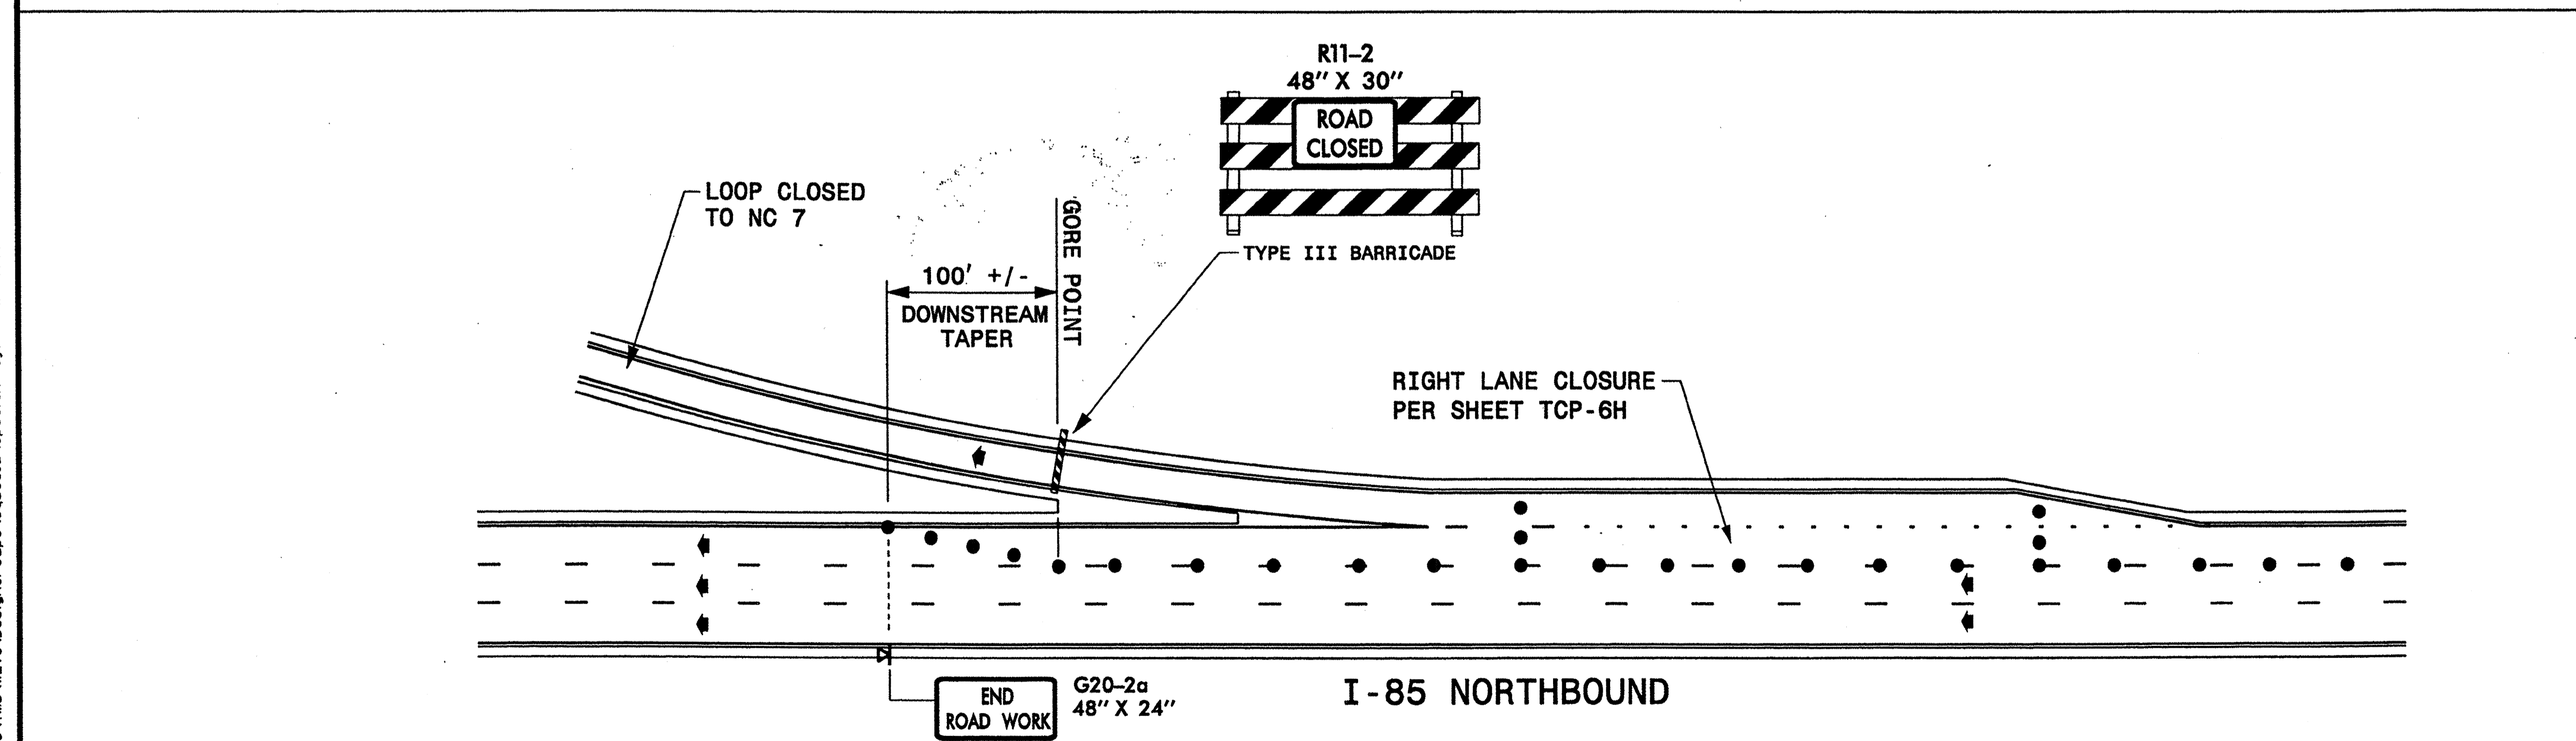 R11-2
48" X 30"
ROAD
CLOSED
LOOP CLOSED
TO NC 7
GORE POINT
TYPE III BARRICADE
100' +/-
DOWNSTREAM
TAPER
RIGHT LANE CLOSURE
PER SHEET TCP-6H
END
ROAD WORK
G20-2a
48" X 24"
I-85 NORTHBOUND